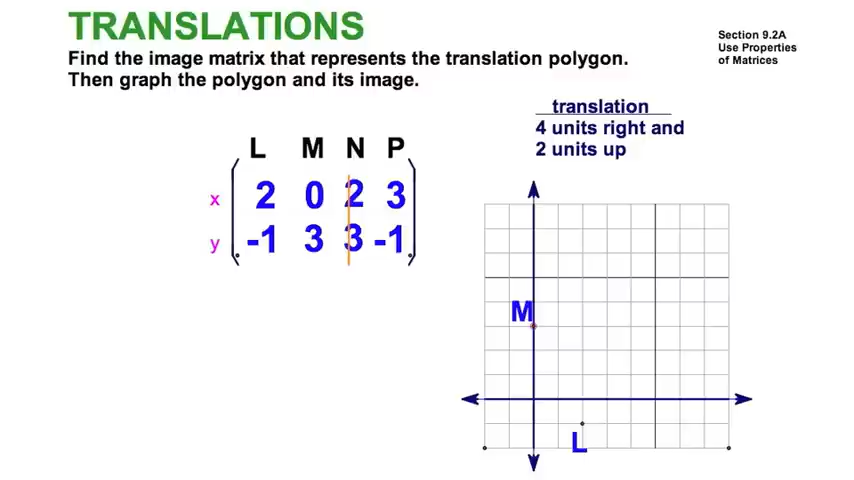 TRANSLATIONS
Section 9.2A
Use Properties
of Matrices
Find the image matrix that represents the translation polygon.
Then graph the polygon and its image.
translation
4 units right and
2 units up
L M N P
x 2 0 2 3
y -1 3 3 -1
M
L